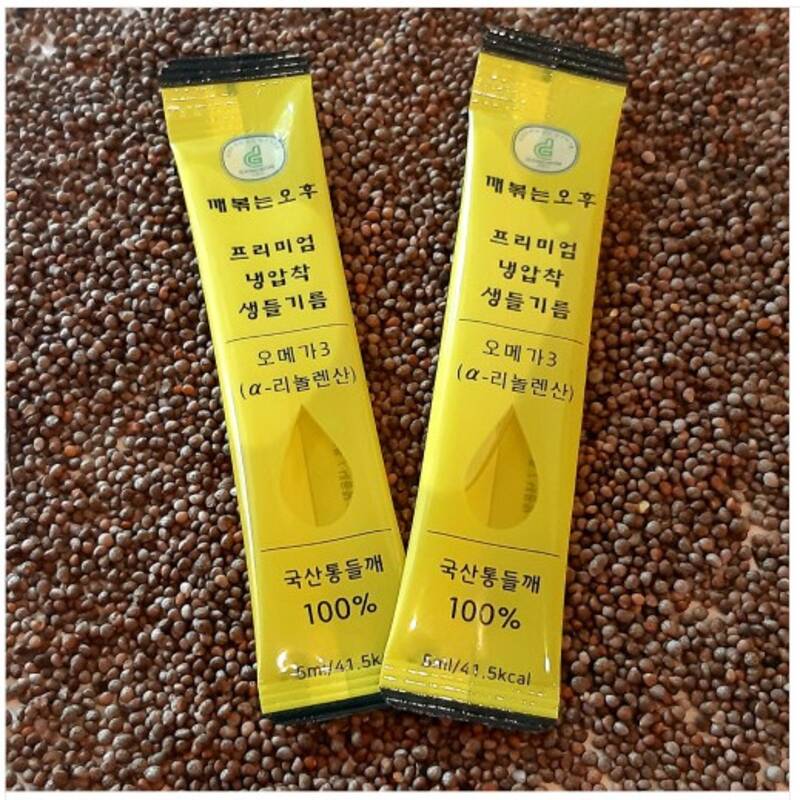 깨볶는오후
프리미엄
냉압착
생들기름
오메가3
(α-리놀렌산)
국산통들깨
100%
5ml/41.5k
깨볶는오후
프리미엄
냉압착
생들기름
오메가3
(α-리놀렌산)
국산통들깨
100%
5ml/41.5kcal